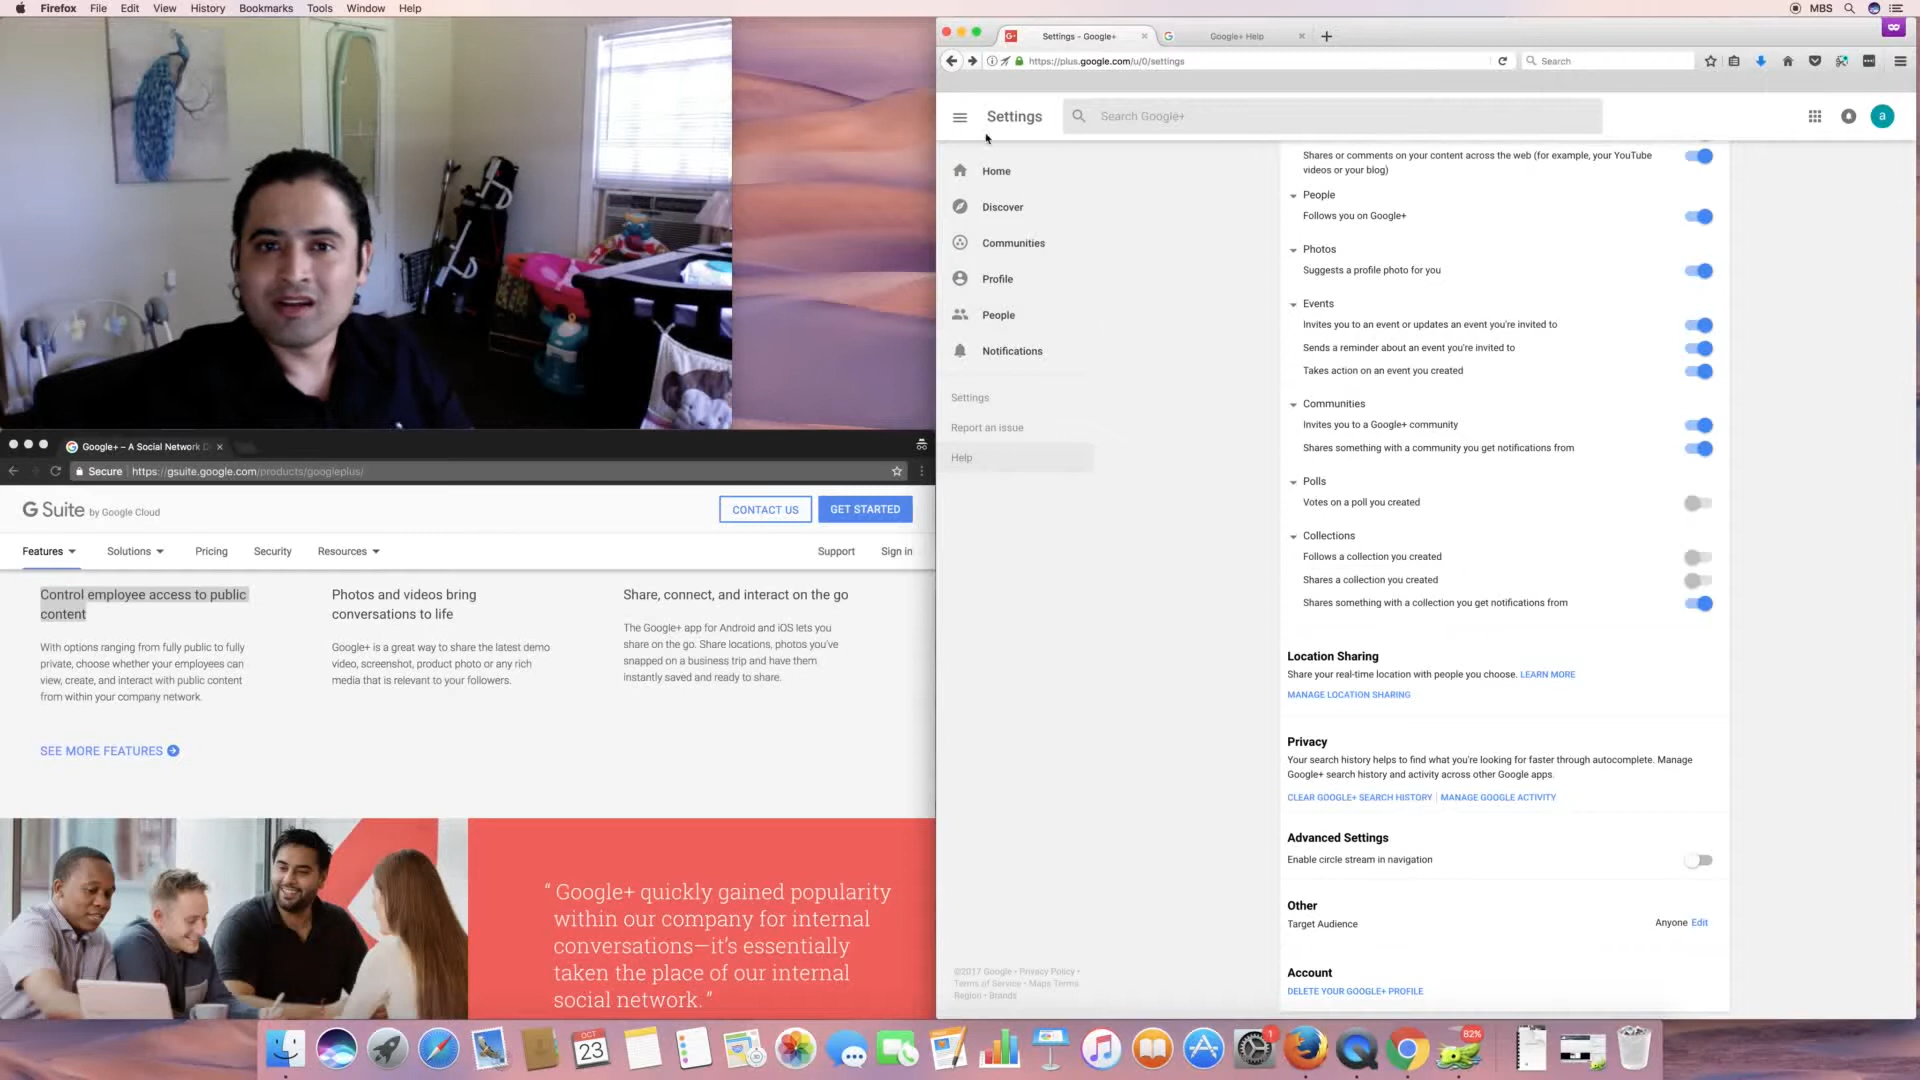 Firefox File Edit View History Bookmarks Tools Window Help
MBS
Settings - Google+
Google+ Help
https://plus.google.com/u/0/settings
Search
Settings
Search Google+
a
Home
Discover
Communities
Profile
People
Notifications
Settings
Report an issue
Help
©2017 Google • Privacy Policy •
Terms of Service • Maps Terms
Region • Brands
Shares or comments on your content across the web (for example, your YouTube
videos or your blog)
People
Follows you on Google+
Photos
Suggests a profile photo for you
Events
Invites you to an event or updates an event you're invited to
Sends a reminder about an event you're invited to
Takes action on an event you created
Communities
Invites you to a Google+ community
Shares something with a community you get notifications from
Polls
Votes on a poll you created
Collections
Follows a collection you created
Shares a collection you created
Shares something with a collection you get notifications from
Location Sharing
Share your real-time location with people you choose. LEARN MORE
MANAGE LOCATION SHARING
Privacy
Your search history helps to find what you're looking for faster through autocomplete. Manage
Google+ search history and activity across other Google apps.
CLEAR GOOGLE+ SEARCH HISTORY | MANAGE GOOGLE ACTIVITY
Advanced Settings
Enable circle stream in navigation
Other
Target Audience
Anyone Edit
Account
DELETE YOUR GOOGLE+ PROFILE
Google+ – A Social Network D
Secure https://gsuite.google.com/products/googleplus/
G Suite by Google Cloud
CONTACT US
GET STARTED
Features
Solutions
Pricing
Security
Resources
Support
Sign in
Control employee access to public
content
With options ranging from fully public to fully
private, choose whether your employees can
view, create, and interact with public content
from within your company network.
Photos and videos bring
conversations to life
Google+ is a great way to share the latest demo
video, screenshot, product photo or any rich
media that is relevant to your followers.
Share, connect, and interact on the go
The Google+ app for Android and iOS lets you
share on the go. Share locations, photos you've
snapped on a business trip and have them
instantly saved and ready to share.
SEE MORE FEATURES
“ Google+ quickly gained popularity
within our company for internal
conversations—it's essentially
taken the place of our internal
social network. ”
OCT
23
1
82%